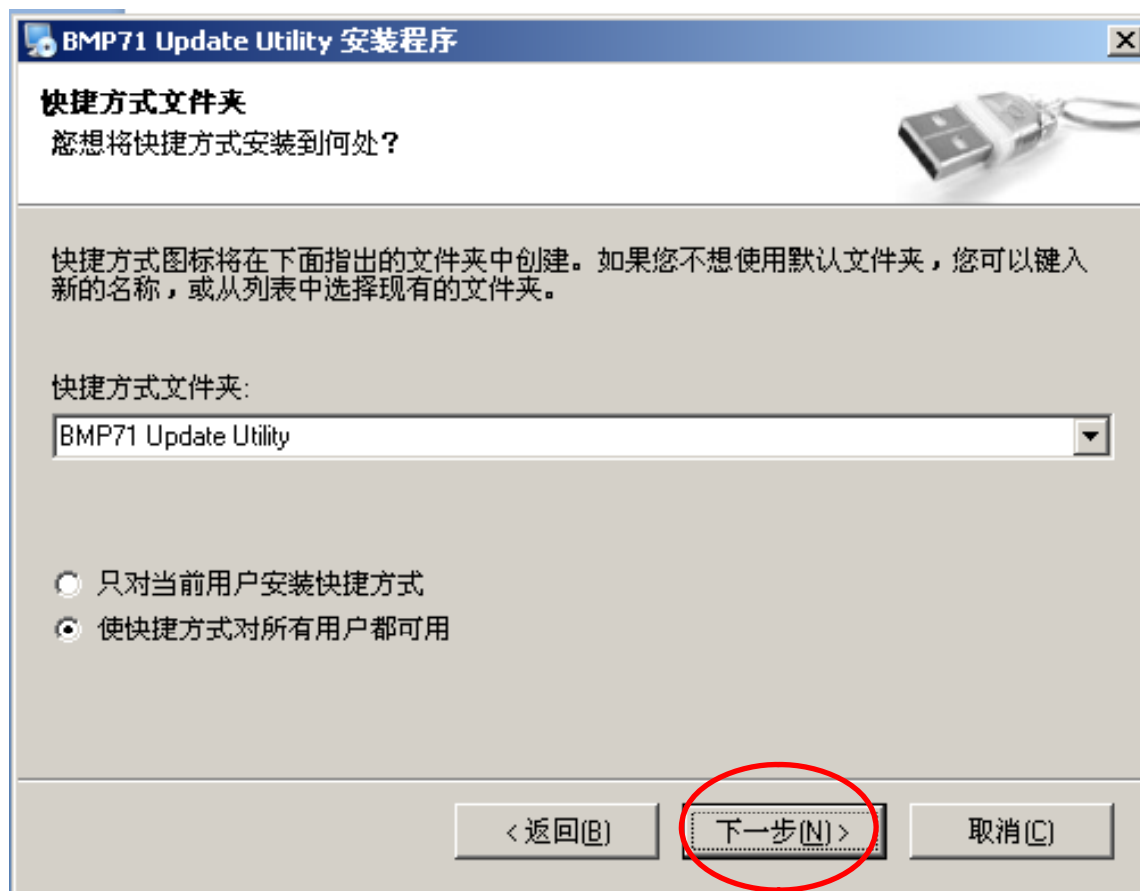 BMP71 Update Utility 安装程序
快捷方式文件夹
您想将快捷方式安装到何处?
快捷方式图标将在下面指出的文件夹中创建。如果您不想使用默认文件夹，您可以键入
新的名称，或从列表中选择现有的文件夹。
快捷方式文件夹:
BMP71 Update Utility
只对当前用户安装快捷方式
使快捷方式对所有用户都可用
<返回(B) 下一步(N)> 取消(C)